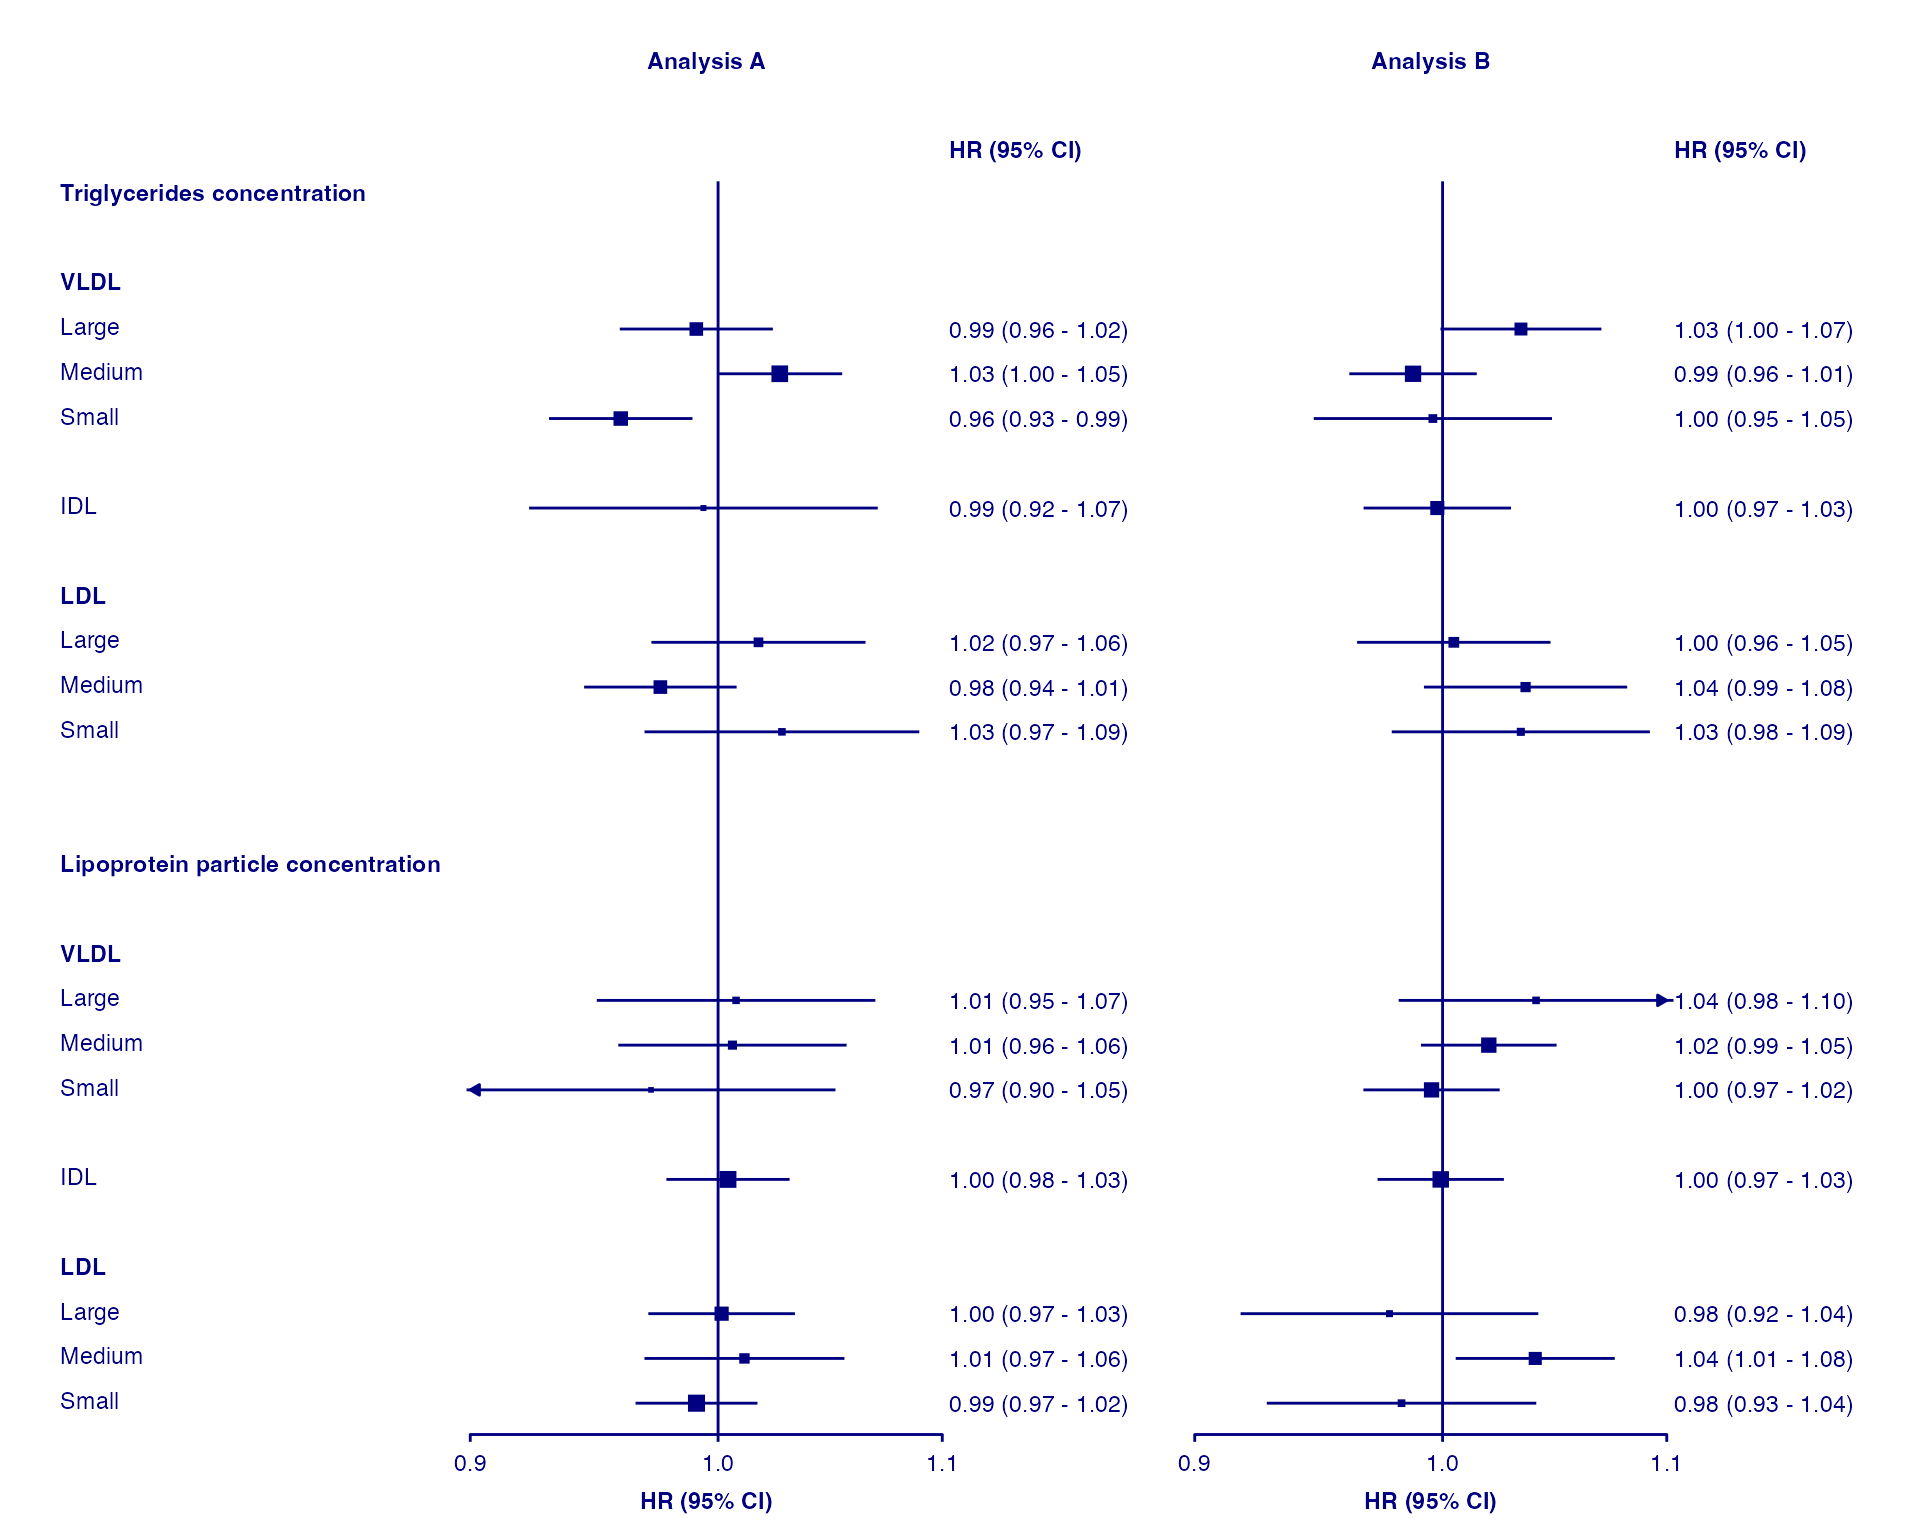 Analysis A Analysis B
HR (95% CI) HR (95% CI)
Triglycerides concentration
VLDL
Large 0.99 (0.96 - 1.02) 1.03 (1.00 - 1.07)
Medium 1.03 (1.00 - 1.05) 0.99 (0.96 - 1.01)
Small 0.96 (0.93 - 0.99) 1.00 (0.95 - 1.05)
IDL 0.99 (0.92 - 1.07) 1.00 (0.97 - 1.03)
LDL
Large 1.02 (0.97 - 1.06) 1.00 (0.96 - 1.05)
Medium 0.98 (0.94 - 1.01) 1.04 (0.99 - 1.08)
Small 1.03 (0.97 - 1.09) 1.03 (0.98 - 1.09)
Lipoprotein particle concentration
VLDL
Large 1.01 (0.95 - 1.07) 1.04 (0.98 - 1.10)
Medium 1.01 (0.96 - 1.06) 1.02 (0.99 - 1.05)
Small 0.97 (0.90 - 1.05) 1.00 (0.97 - 1.02)
IDL 1.00 (0.98 - 1.03) 1.00 (0.97 - 1.03)
LDL
Large 1.00 (0.97 - 1.03) 0.98 (0.92 - 1.04)
Medium 1.01 (0.97 - 1.06) 1.04 (1.01 - 1.08)
Small 0.99 (0.97 - 1.02) 0.98 (0.93 - 1.04)
0.9 1.0 1.1 0.9 1.0 1.1
HR (95% CI) HR (95% CI)